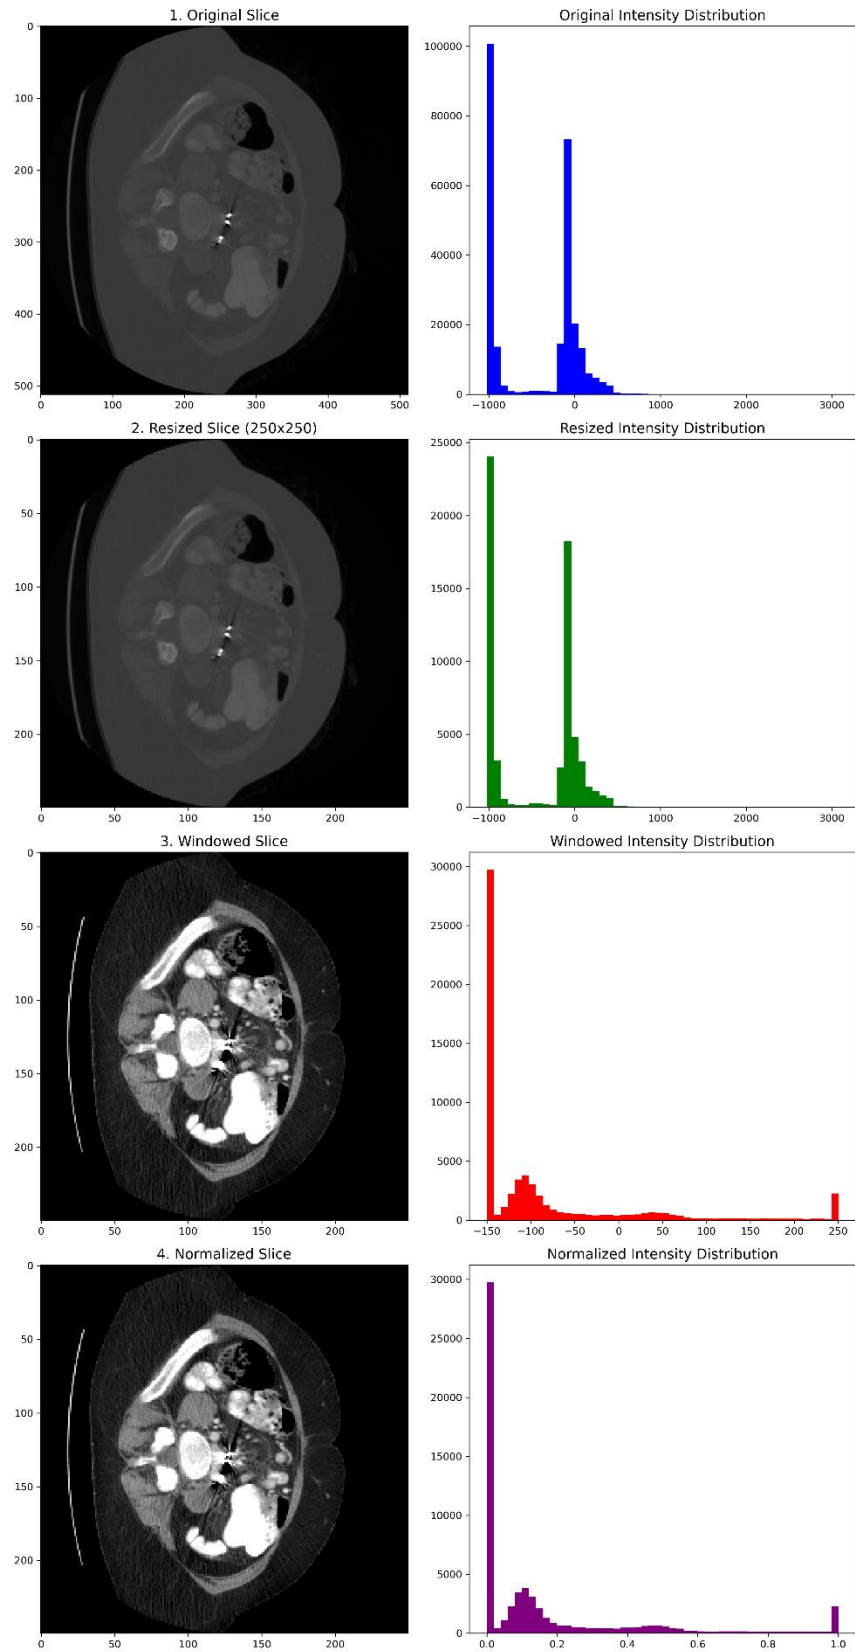 1. Original Slice
Original Intensity Distribution
0
100
200
300
400
500
0 100 200 300 400 500
100000
80000
60000
40000
20000
0
−1000 0 1000 2000 3000
2. Resized Slice (250x250)
Resized Intensity Distribution
0
50
100
150
200
0 50 100 150 200
25000
20000
15000
10000
5000
0
−1000 0 1000 2000 3000
3. Windowed Slice
Windowed Intensity Distribution
0
50
100
150
200
0 50 100 150 200
30000
25000
20000
15000
10000
5000
0
−150 −100 −50 0 50 100 150 200 250
4. Normalized Slice
Normalized Intensity Distribution
0
50
100
150
200
0 50 100 150 200
30000
25000
20000
15000
10000
5000
0
0.0 0.2 0.4 0.6 0.8 1.0